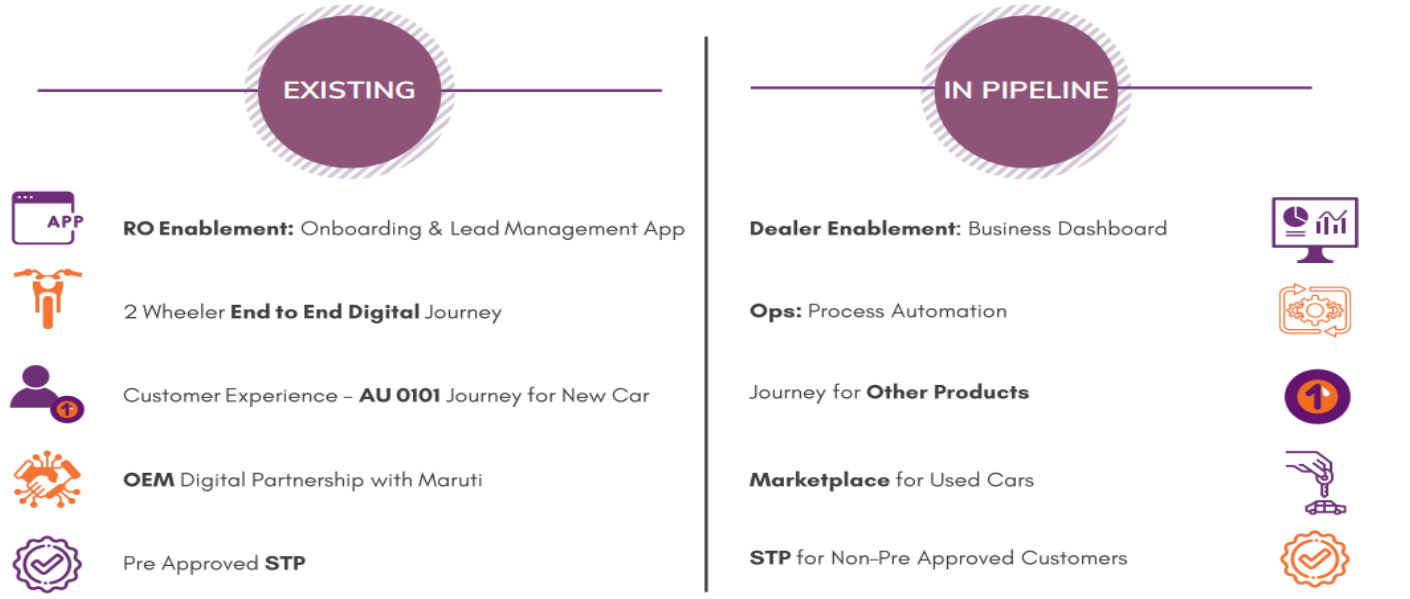 EXISTING
APP
RO Enablement: Onboarding & Lead Management App
2 Wheeler End to End Digital Journey
Customer Experience – AU 0101 Journey for New Car
OEM Digital Partnership with Maruti
Pre Approved STP
IN PIPELINE
Dealer Enablement: Business Dashboard
Ops: Process Automation
Journey for Other Products
Marketplace for Used Cars
STP for Non-Pre Approved Customers